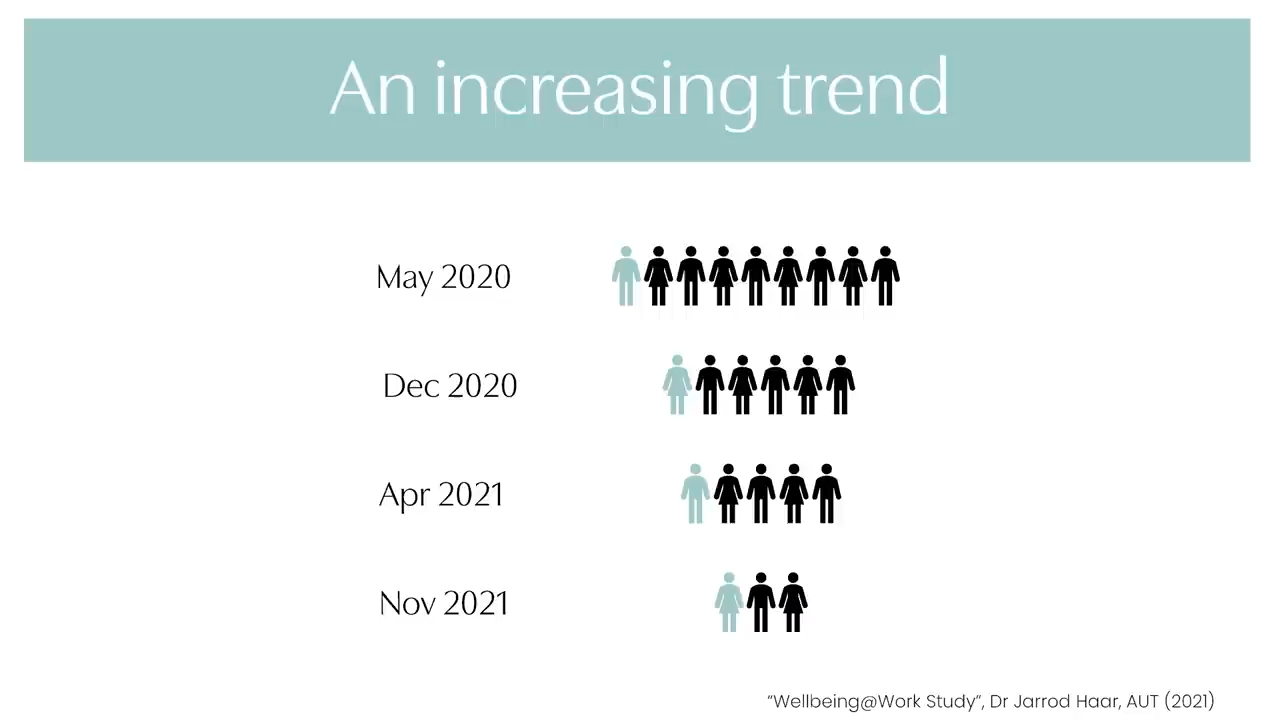 An increasing trend
May 2020
Dec 2020
Apr 2021
Nov 2021
"Wellbeing@Work Study", Dr Jarrod Haar, AUT (2021)